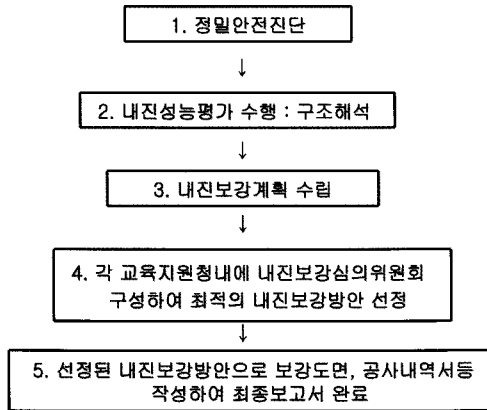 1. 정밀안전진단
↓
2. 내진성능평가 수행 : 구조해석
↓
3. 내진보강계획 수립
↓
4. 각 교육지원청내에 내진보강심의위원회
구성하여 최적의 내진보강방안 선정
↓
5. 선정된 내진보강방안으로 보강도면, 공사내역서등
작성하여 최종보고서 완료